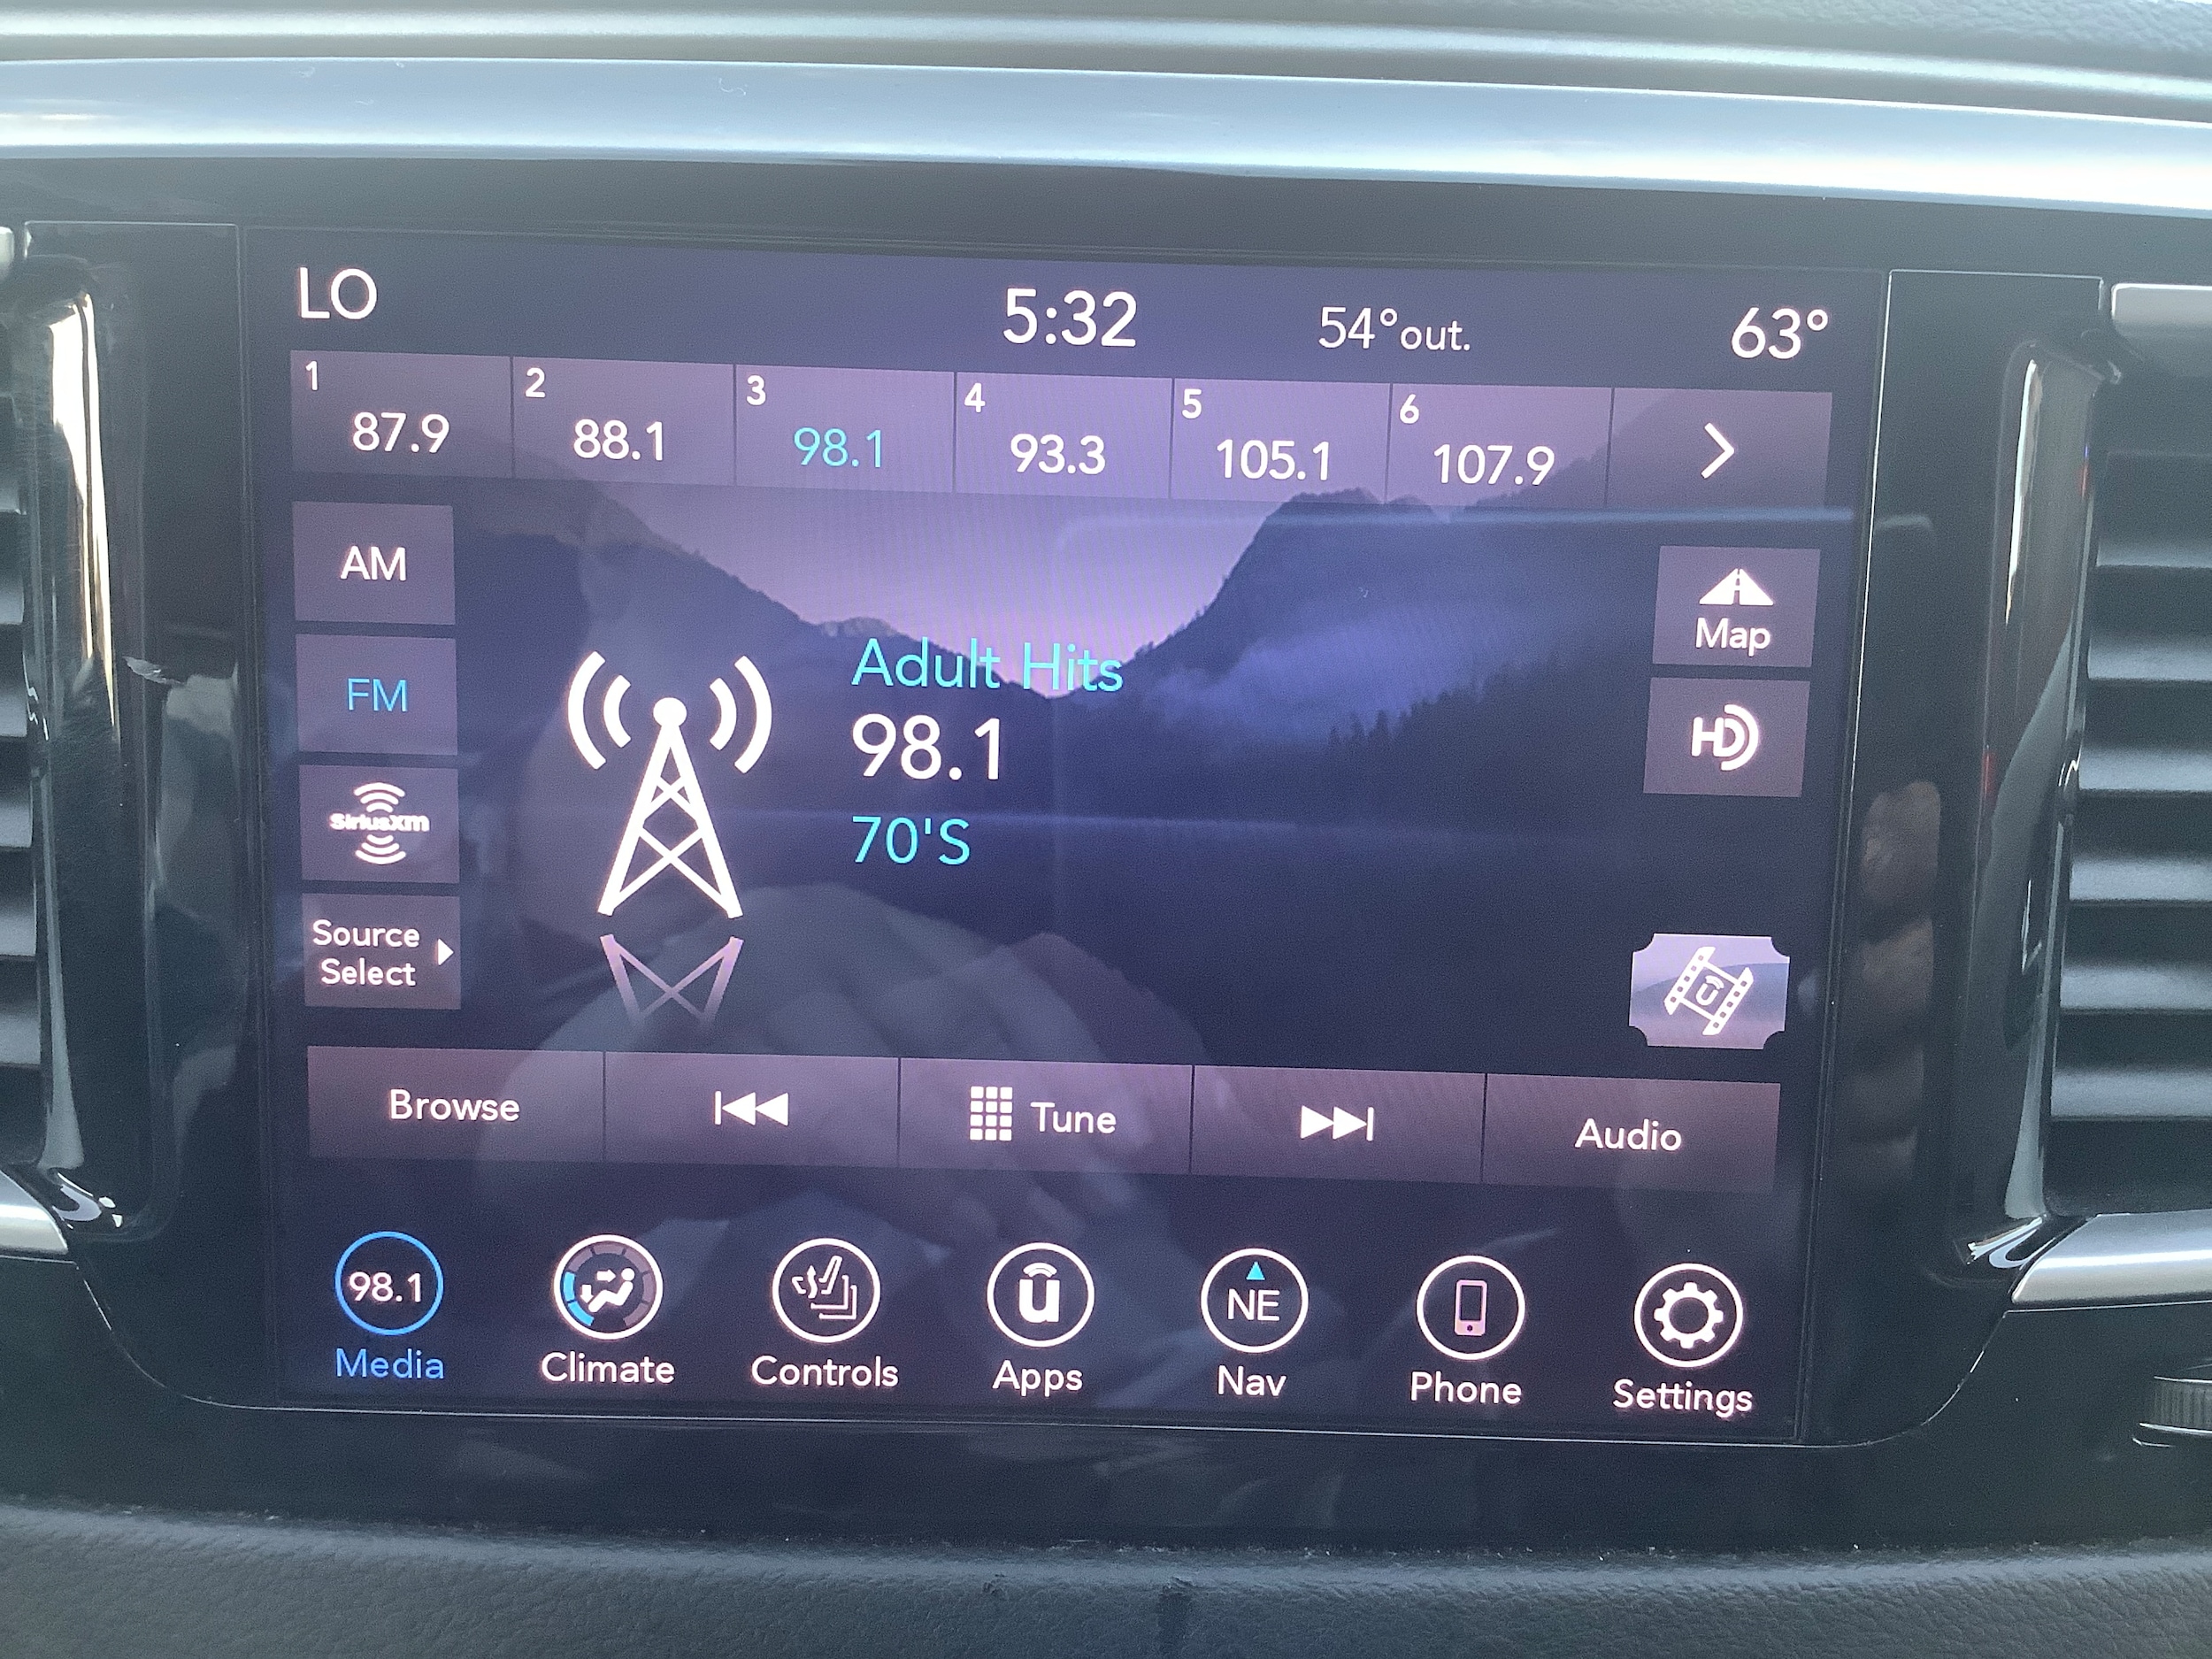 LO 5:32 54°out. 63°
1 2 3 4 5 6
87.9 88.1 98.1 93.3 105.1 107.9
AM
FM
SiriusXM
Source
Select
Adult Hits
98.1
70'S
Map
HD
u
Browse Tune Audio
98.1 u NE
Media Climate Controls Apps Nav Phone Settings